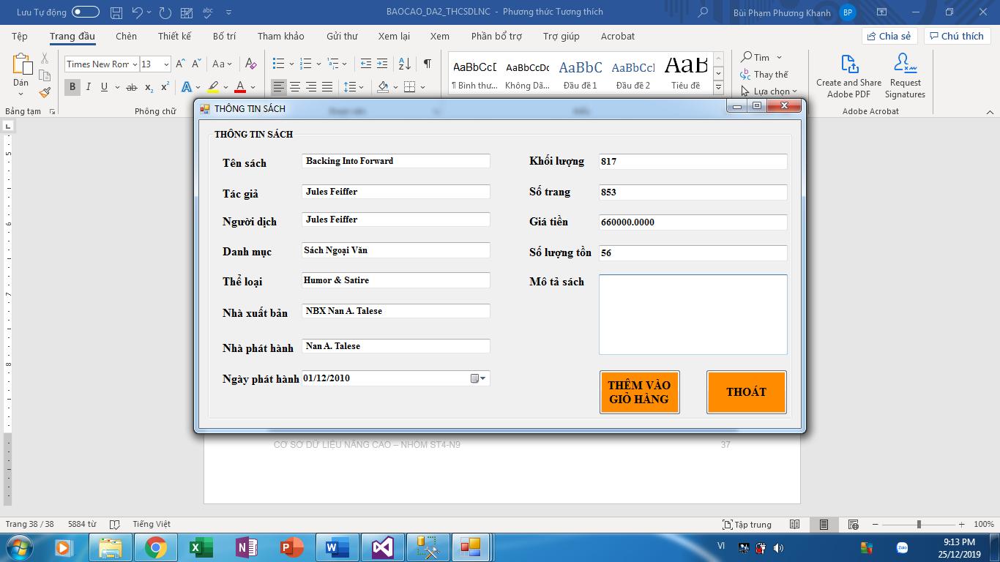 Lưu Tự động
abc
BAOCAO_DA2_THCSDLNC - Phương thức Tương thích
Bùi Phạm Phương Khanh
BP
Tệp Trang đầu Chèn Thiết kế Bố trí Tham khảo Gửi thư Xem lại Xem Phần bổ trợ Trợ giúp Acrobat
Chia sẻ Chú thích
Dán
Bảng tạm
Times New Rom 13
Phông chữ
AaBbCcI AaBbCcDc AaBbC AaBbCcI AaB
¶ Bình thư... Không Dã... Đầu đề 1 Đầu đề 2 Tiêu đề
Tìm
Thay thế
Lựa chọn
Create and Share
Adobe PDF
Request
Signatures
Adobe Acrobat
THÔNG TIN SÁCH
THÔNG TIN SÁCH
Tên sách Backing Into Forward
Tác giả Jules Feiffer
Người dịch Jules Feiffer
Danh mục Sách Ngoại Văn
Thể loại Humor & Satire
Nhà xuất bản NBX Nan A. Talese
Nhà phát hành Nan A. Talese
Ngày phát hành 01/12/2010
Khối lượng 817
Số trang 853
Giá tiền 660000.0000
Số lượng tồn 56
Mô tả sách
THÊM VÀO
GIỎ HÀNG
THOÁT
CƠ SỞ DỮ LIỆU NÂNG CAO – NHÓM ST4-N9 37
Trang 38 / 38 5884 từ Tiếng Việt
Tập trung
100%
VI
Zalo
9:13 PM
25/12/2019